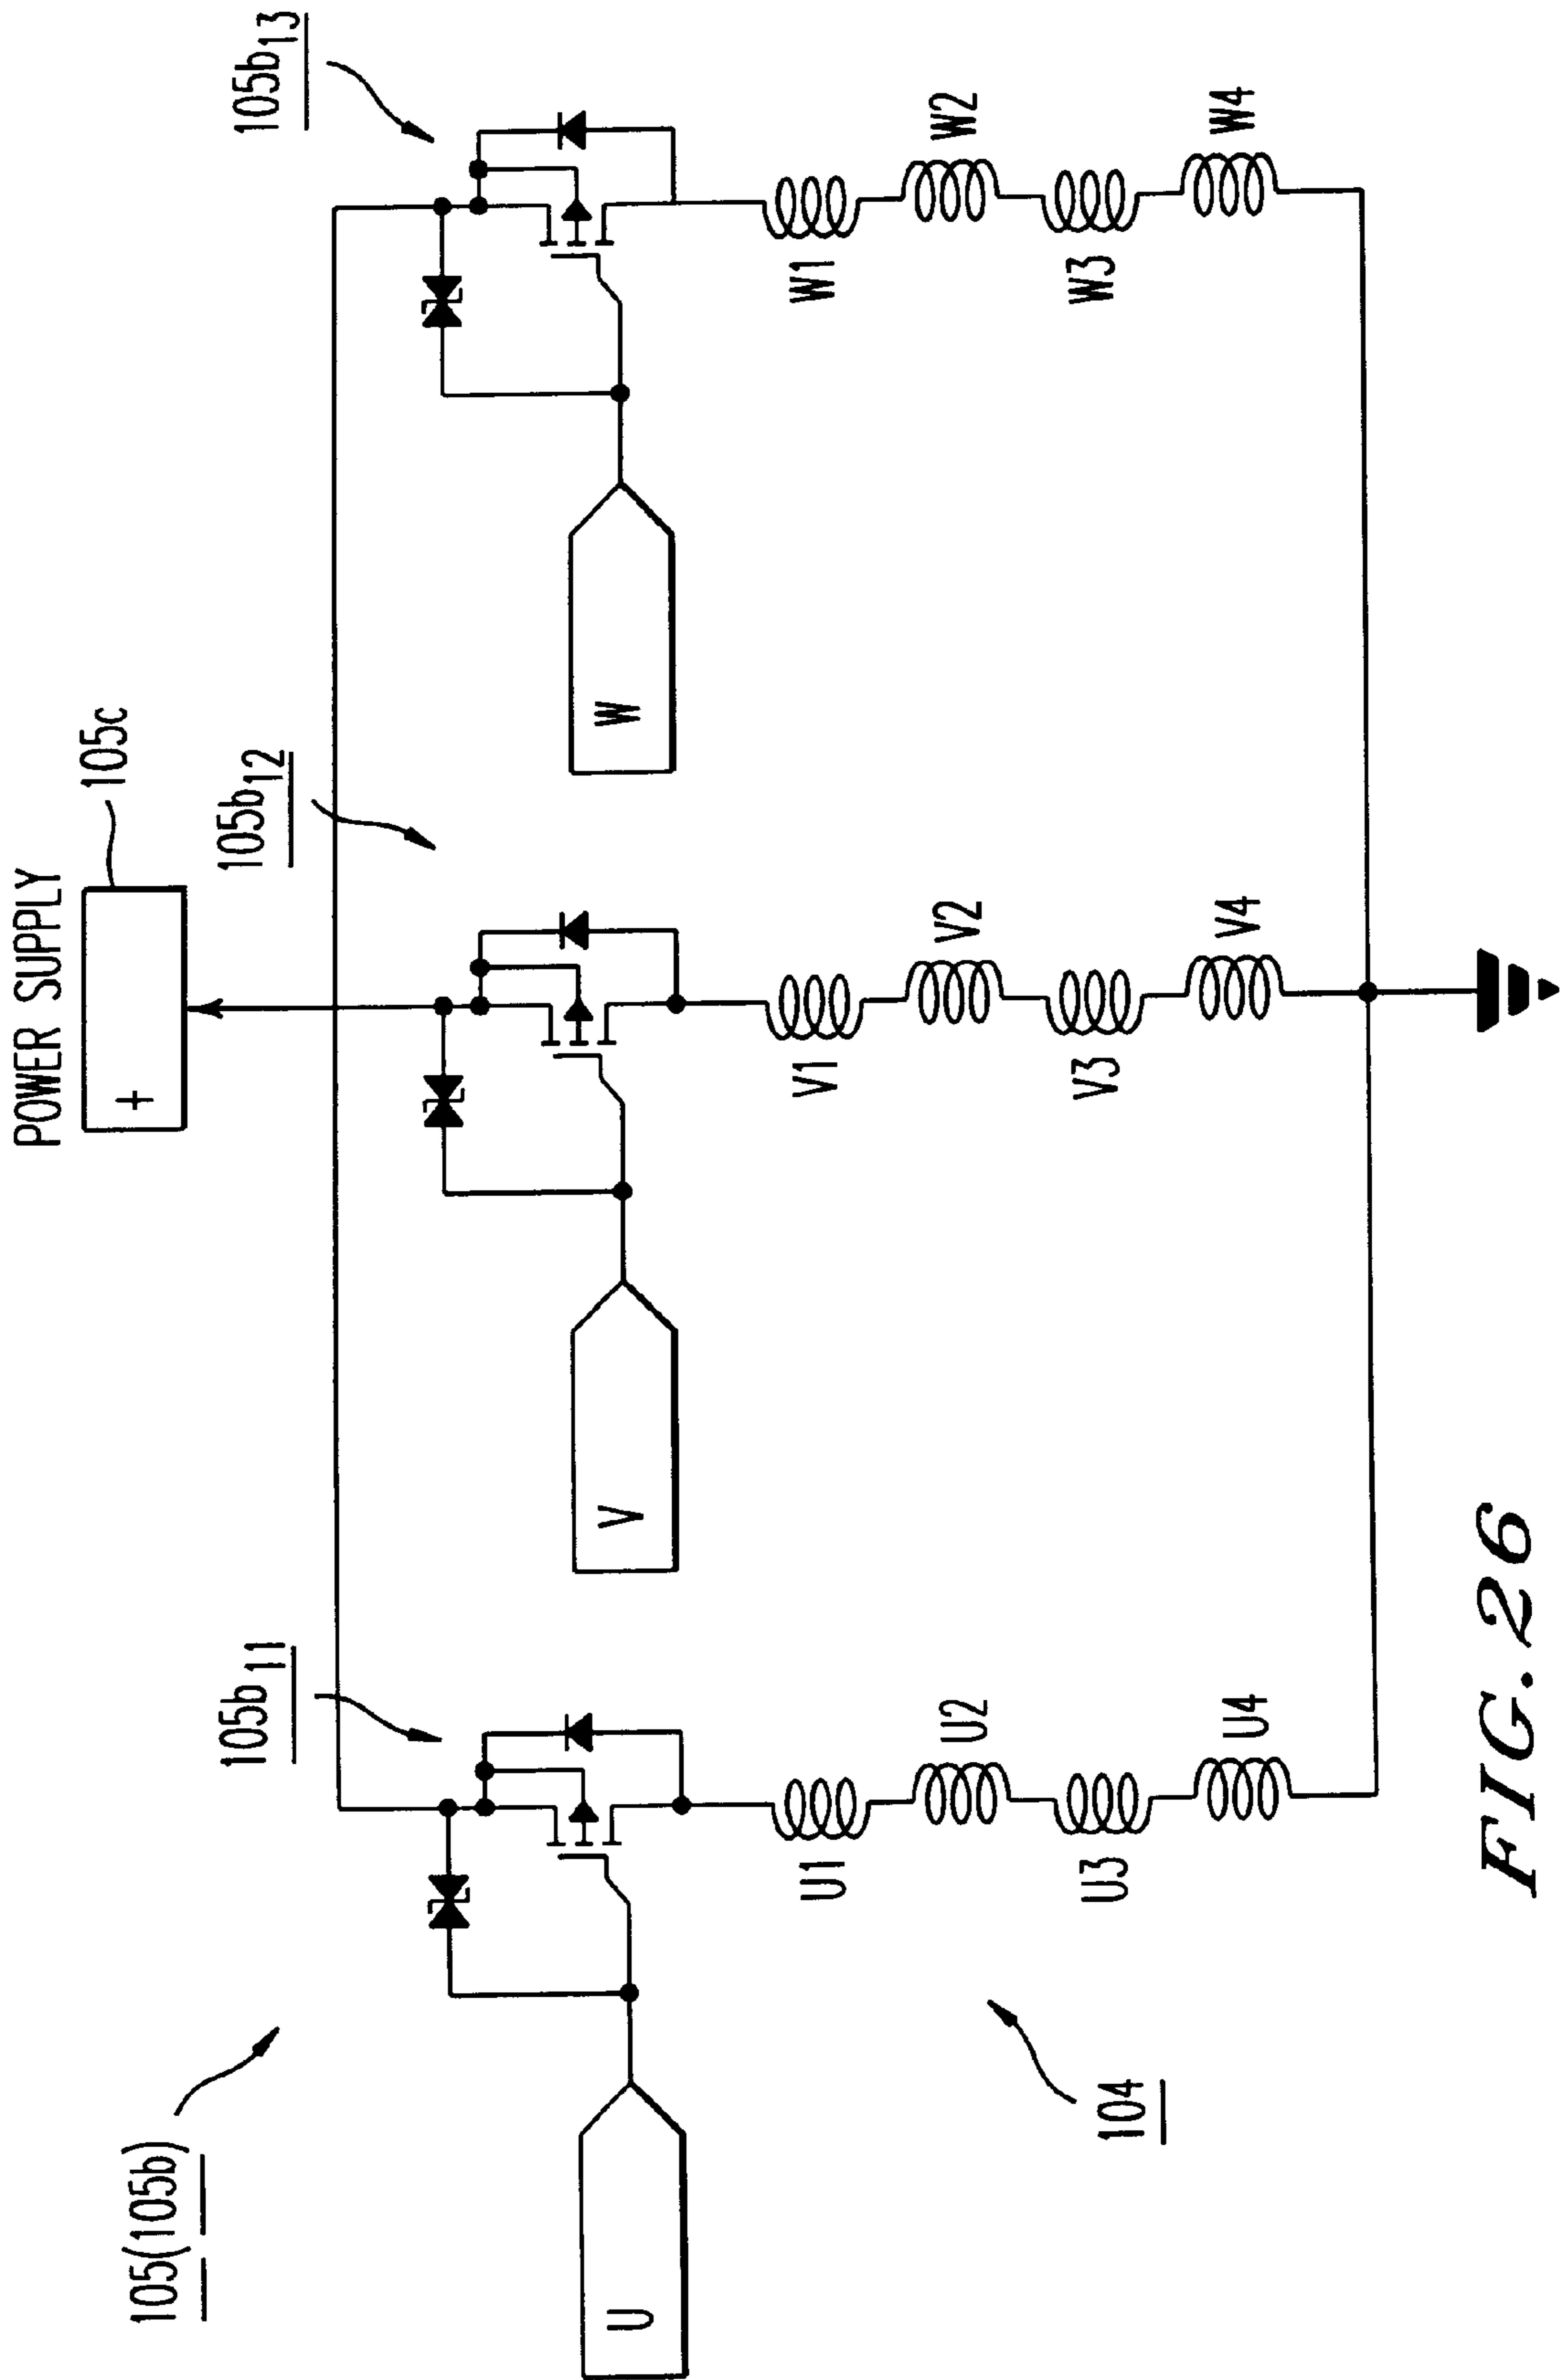 POWER SUPPLY
+
105c
105(105b)
105b11
105b12
105b13
U
V
W
U1
U2
U3
U4
V1
V2
V3
V4
W1
W2
W3
W4
104
FIG. 26